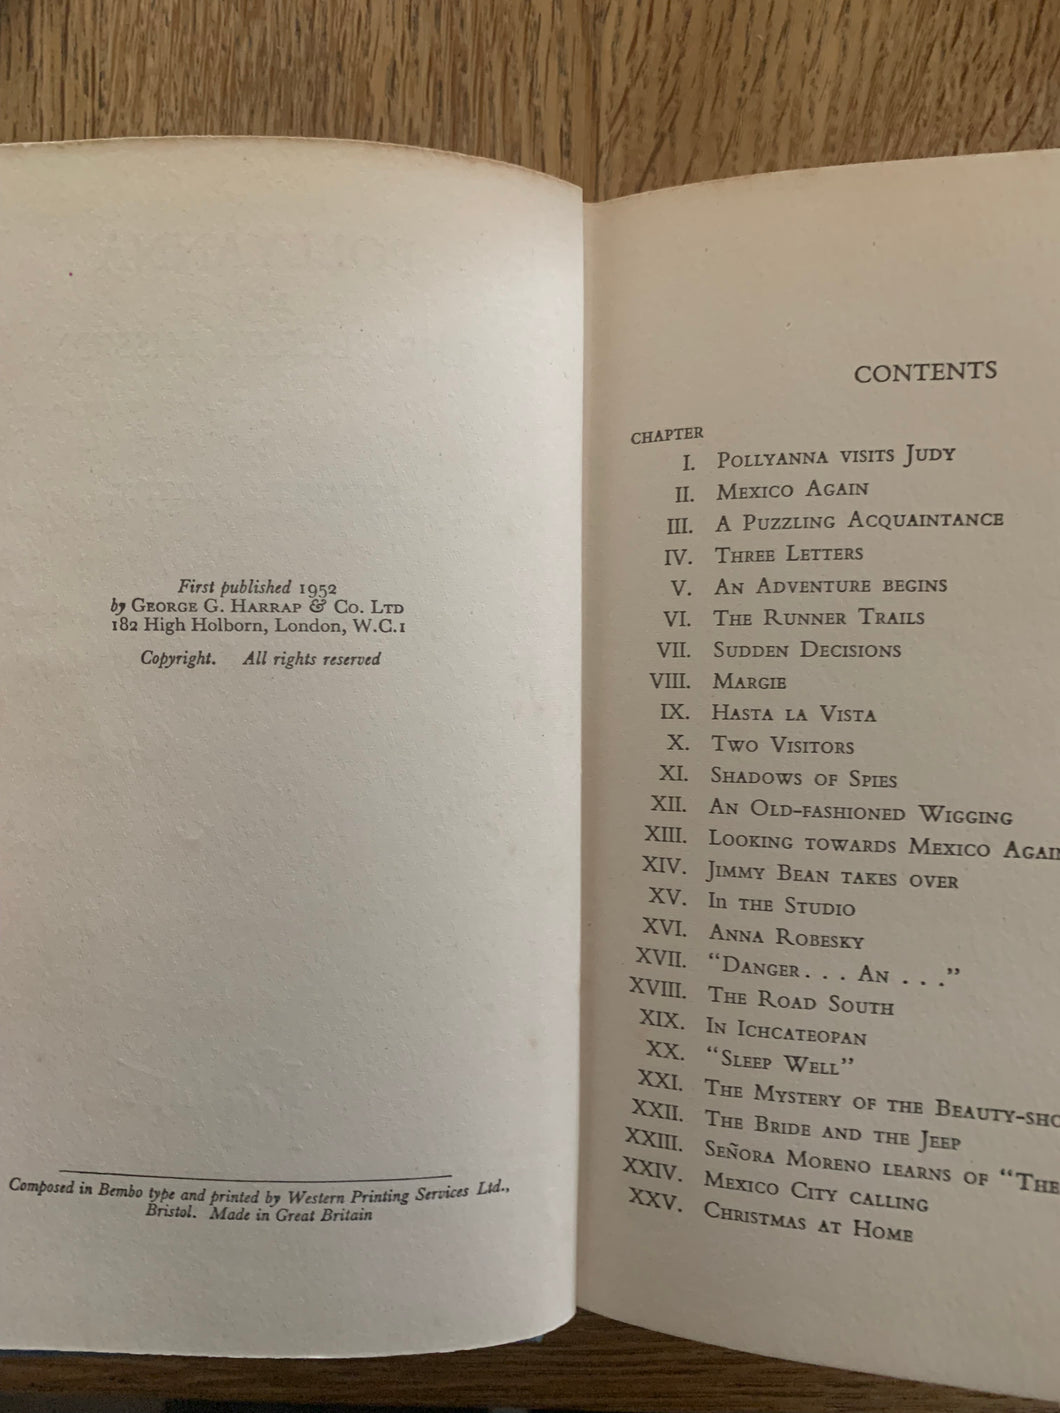 First published 1952
by George G. Harrap & Co. Ltd
182 High Holborn, London, W.C.1
Copyright. All rights reserved
Composed in Bembo type and printed by Western Printing Services Ltd.,
Bristol. Made in Great Britain
CONTENTS
CHAPTER
I. Pollyanna visits Judy
II. Mexico Again
III. A Puzzling Acquaintance
IV. Three Letters
V. An Adventure begins
VI. The Runner Trails
VII. Sudden Decisions
VIII. Margie
IX. Hasta la Vista
X. Two Visitors
XI. Shadows of Spies
XII. An Old-fashioned Wigging
XIII. Looking towards Mexico Again
XIV. Jimmy Bean takes over
XV. In the Studio
XVI. Anna Robesky
XVII. "Danger . . . An . . ."
XVIII. The Road South
XIX. In Ichcateopan
XX. "Sleep Well"
XXI. The Mystery of the Beauty-sho
XXII. The Bride and the Jeep
XXIII. Señora Moreno learns of "The
XXIV. Mexico City calling
XXV. Christmas at Home